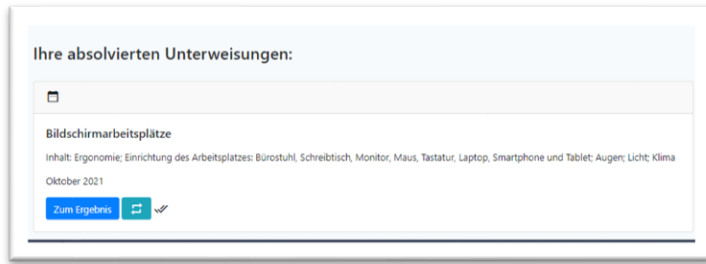 Ihre absolvierten Unterweisungen:
Bildschirmarbeitsplätze
Inhalt: Ergonomie; Einrichtung des Arbeitsplatzes: Bürostuhl, Schreibtisch, Monitor, Maus, Tastatur, Laptop, Smartphone und Tablet; Augen; Licht; Klima
Oktober 2021
Zum Ergebnis